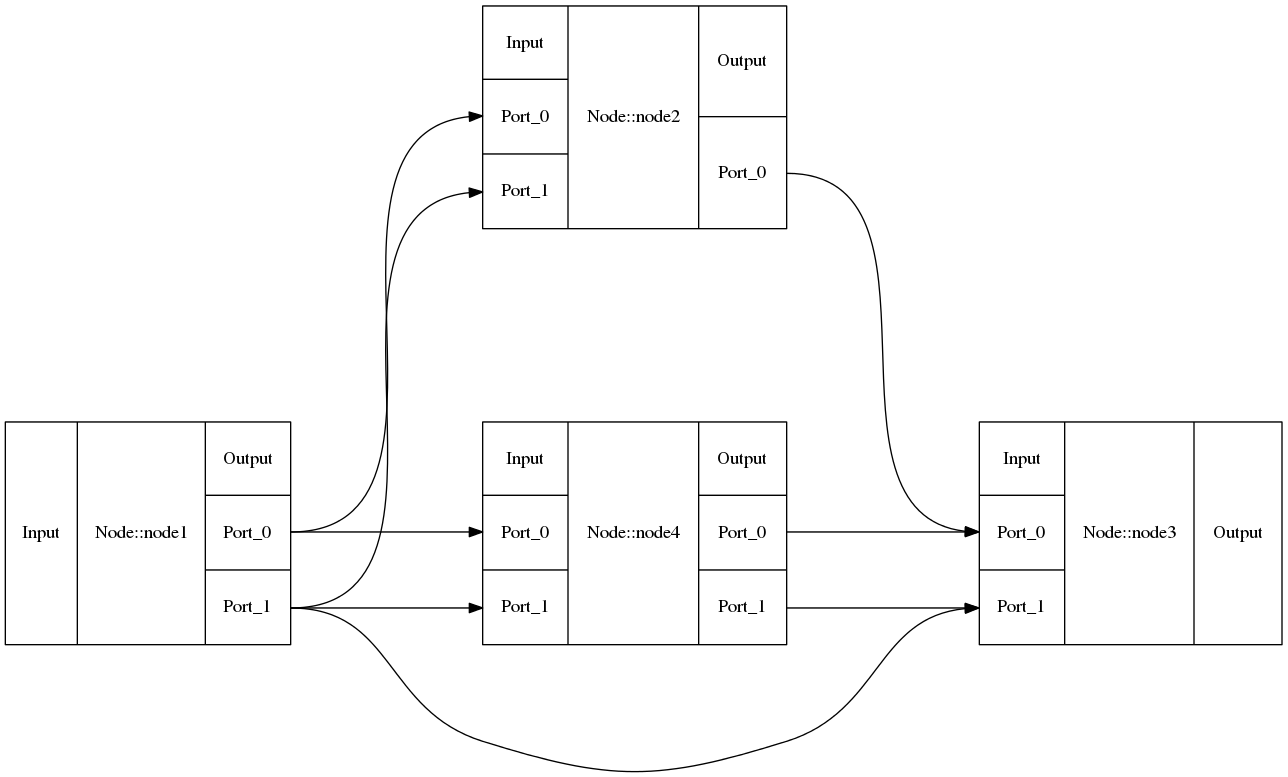 Input
Port_0
Port_1
Node::node2
Output
Port_0
Input
Node::node1
Output
Port_0
Port_1
Input
Port_0
Port_1
Node::node4
Output
Port_0
Port_1
Input
Port_0
Port_1
Node::node3
Output